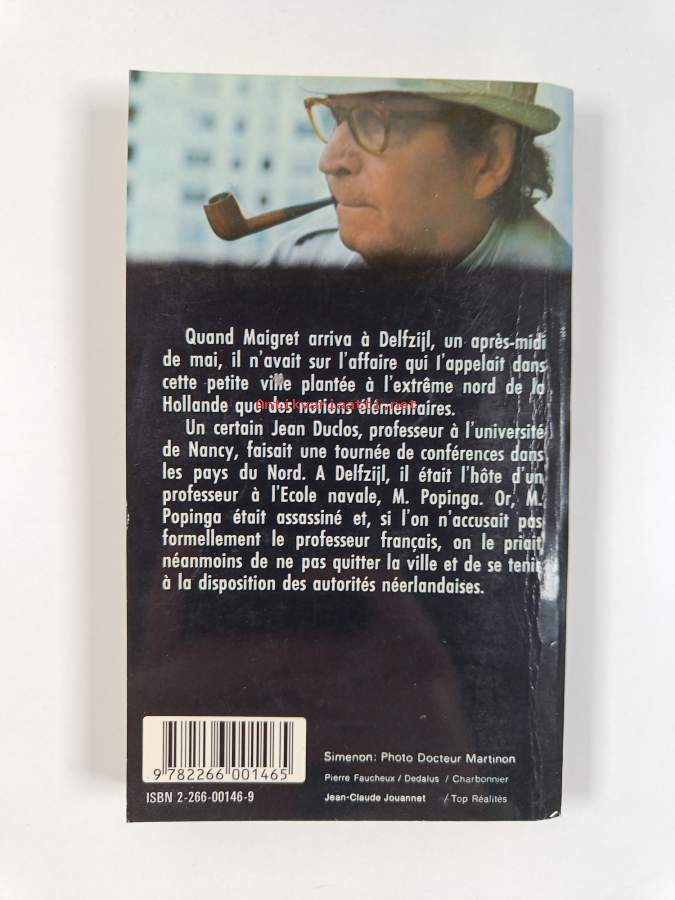 Quand Maigret arriva à Delfzijl, un après-midi
de mai, il n'avait sur l'affaire qui l'appelait dans
cette petite ville plantée à l'extrême nord de la
Hollande que des notions élémentaires.
Antikvariaatti.net
Un certain Jean Duclos, professeur à l'université
de Nancy, faisait une tournée de conférences dans
les pays du Nord. A Delfzijl, il était l'hôte d'un
professeur à l'Ecole navale, M. Popinga. Or, M.
Popinga était assassiné et, si l'on n'accusait pas
formellement le professeur français, on le priait
néanmoins de ne pas quitter la ville et de se tenir
à la disposition des autorités néerlandaises.
9 782266 001465
ISBN 2-266-00146-9
Simenon: Photo Docteur Martinon
Pierre Faucheux / Dedalus / Charbonnier
Jean-Claude Jouannet / Top Réalités